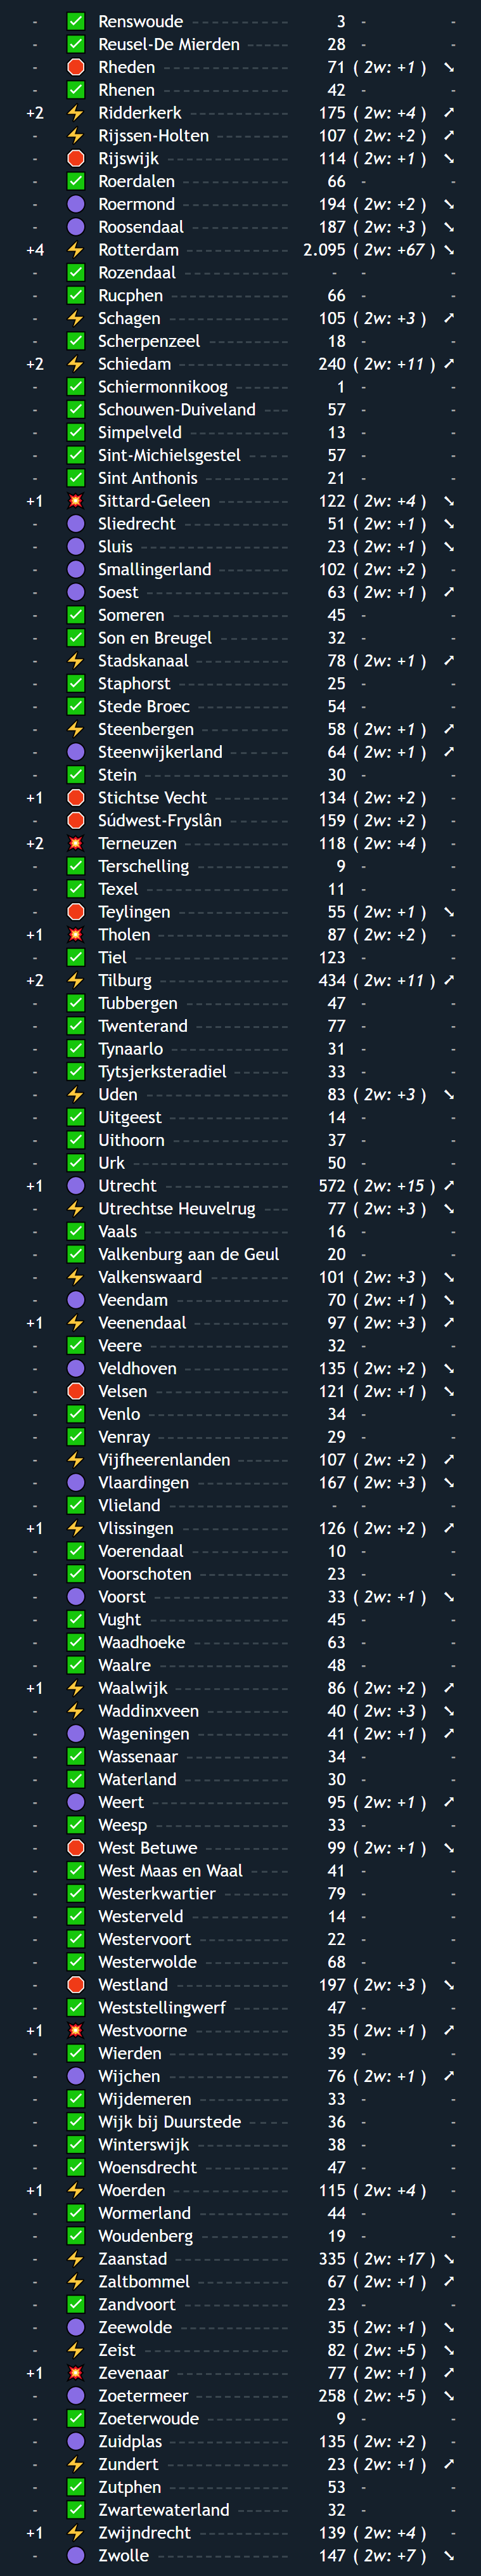 - ✅ Renswoude 3 - -
- ✅ Reusel-De Mierden 28 - -
- 🛑 Rheden 71 ( 2w: +1 ) ➘
- ✅ Rhenen 42 - -
+2 ⚡ Ridderkerk 175 ( 2w: +4 ) ➚
- ⚡ Rijssen-Holten 107 ( 2w: +2 ) ➚
- 🛑 Rijswijk 114 ( 2w: +1 ) ➘
- ✅ Roerdalen 66 - -
- 🟣 Roermond 194 ( 2w: +2 ) ➘
- 🟣 Roosendaal 187 ( 2w: +3 ) ➘
+4 ⚡ Rotterdam 2.095 ( 2w: +67 ) ➘
- ✅ Rozendaal - - -
- ✅ Rucphen 66 - -
- ⚡ Schagen 105 ( 2w: +3 ) ➚
- ✅ Scherpenzeel 18 - -
+2 ⚡ Schiedam 240 ( 2w: +11 ) ➚
- ✅ Schiermonnikoog 1 - -
- ✅ Schouwen-Duiveland 57 - -
- ✅ Simpelveld 13 - -
- ✅ Sint-Michielsgestel 57 - -
- ✅ Sint Anthonis 21 - -
+1 💥 Sittard-Geleen 122 ( 2w: +4 ) ➘
- 🟣 Sliedrecht 51 ( 2w: +1 ) ➘
- 🟣 Sluis 23 ( 2w: +1 ) ➘
- 🟣 Smallingerland 102 ( 2w: +2 ) -
- 🟣 Soest 63 ( 2w: +1 ) ➚
- ✅ Someren 45 - -
- ✅ Son en Breugel 32 - -
- ⚡ Stadskanaal 78 ( 2w: +1 ) ➚
- ✅ Staphorst 25 - -
- ✅ Stede Broec 54 - -
- ⚡ Steenbergen 58 ( 2w: +1 ) ➚
- 🟣 Steenwijkerland 64 ( 2w: +1 ) ➚
- ✅ Stein 30 - -
+1 🛑 Stichtse Vecht 134 ( 2w: +2 ) -
- 🛑 Súdwest-Fryslân 159 ( 2w: +2 ) -
+2 💥 Terneuzen 118 ( 2w: +4 ) -
- ✅ Terschelling 9 - -
- ✅ Texel 11 - -
- 🛑 Teylingen 55 ( 2w: +1 ) ➘
+1 💥 Tholen 87 ( 2w: +2 ) -
- ✅ Tiel 123 - -
+2 ⚡ Tilburg 434 ( 2w: +11 ) ➚
- ✅ Tubbergen 47 - -
- ✅ Twenterand 77 - -
- ✅ Tynaarlo 31 - -
- ✅ Tytsjerksteradiel 33 - -
- ⚡ Uden 83 ( 2w: +3 ) ➘
- ✅ Uitgeest 14 - -
- ✅ Uithoorn 37 - -
- ✅ Urk 50 - -
+1 🟣 Utrecht 572 ( 2w: +15 ) ➚
- ⚡ Utrechtse Heuvelrug 77 ( 2w: +3 ) ➘
- ✅ Vaals 16 - -
- ✅ Valkenburg aan de Geul 20 - -
- ⚡ Valkenswaard 101 ( 2w: +3 ) ➘
- 🟣 Veendam 70 ( 2w: +1 ) ➘
+1 ⚡ Veenendaal 97 ( 2w: +3 ) ➚
- ✅ Veere 32 - -
- 🟣 Veldhoven 135 ( 2w: +2 ) ➘
- 🛑 Velsen 121 ( 2w: +1 ) ➘
- ✅ Venlo 34 - -
- ✅ Venray 29 - -
- ⚡ Vijfheerenlanden 107 ( 2w: +2 ) ➚
- 🟣 Vlaardingen 167 ( 2w: +3 ) ➘
- ✅ Vlieland - - -
+1 ⚡ Vlissingen 126 ( 2w: +2 ) ➚
- ✅ Voerendaal 10 - -
- ✅ Voorschoten 23 - -
- 🟣 Voorst 33 ( 2w: +1 ) ➘
- ✅ Vught 45 - -
- ✅ Waadhoeke 63 - -
- ✅ Waalre 48 - -
+1 ⚡ Waalwijk 86 ( 2w: +2 ) ➚
- ⚡ Waddinxveen 40 ( 2w: +3 ) ➘
- 🟣 Wageningen 41 ( 2w: +1 ) ➚
- ✅ Wassenaar 34 - -
- ✅ Waterland 30 - -
- 🟣 Weert 95 ( 2w: +1 ) ➚
- ✅ Weesp 33 - -
- 🛑 West Betuwe 99 ( 2w: +1 ) ➘
- ✅ West Maas en Waal 41 - -
- ✅ Westerkwartier 79 - -
- ✅ Westerveld 14 - -
- ✅ Westervoort 22 - -
- ✅ Westerwolde 68 - -
- 🛑 Westland 197 ( 2w: +3 ) ➘
- ✅ Weststellingwerf 47 - -
+1 💥 Westvoorne 35 ( 2w: +1 ) ➚
- ✅ Wierden 39 - -
- 🟣 Wijchen 76 ( 2w: +1 ) ➚
- ✅ Wijdemeren 33 - -
- ✅ Wijk bij Duurstede 36 - -
- ✅ Winterswijk 38 - -
- ✅ Woensdrecht 47 - -
+1 ⚡ Woerden 115 ( 2w: +4 ) -
- ✅ Wormerland 44 - -
- ✅ Woudenberg 19 - -
- ⚡ Zaanstad 335 ( 2w: +17 ) ➘
- ⚡ Zaltbommel 67 ( 2w: +1 ) ➚
- ✅ Zandvoort 23 - -
- 🟣 Zeewolde 35 ( 2w: +1 ) ➘
- ⚡ Zeist 82 ( 2w: +5 ) ➘
+1 💥 Zevenaar 77 ( 2w: +1 ) ➚
- 🟣 Zoetermeer 258 ( 2w: +5 ) ➘
- ✅ Zoeterwoude 9 - -
- 🟣 Zuidplas 135 ( 2w: +2 ) -
- ⚡ Zundert 23 ( 2w: +1 ) ➚
- ✅ Zutphen 53 - -
- ✅ Zwartewaterland 32 - -
+1 ⚡ Zwijndrecht 139 ( 2w: +4 ) -
- 🟣 Zwolle 147 ( 2w: +7 ) ➘